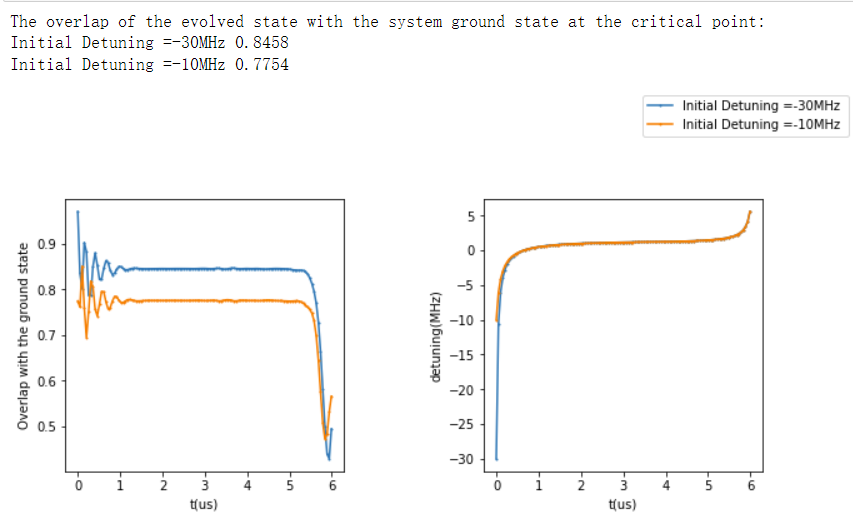 The overlap of the evolved state with the system ground state at the critical point:
Initial Detuning =-30MHz 0.8458
Initial Detuning =-10MHz 0.7754
Initial Detuning =-30MHz
Initial Detuning =-10MHz
Overlap with the ground state
0.9
0.8
0.7
0.6
0.5
0 1 2 3 4 5 6
t(us)
detuning(MHz)
5
0
−5
−10
−15
−20
−25
−30
0 1 2 3 4 5 6
t(us)